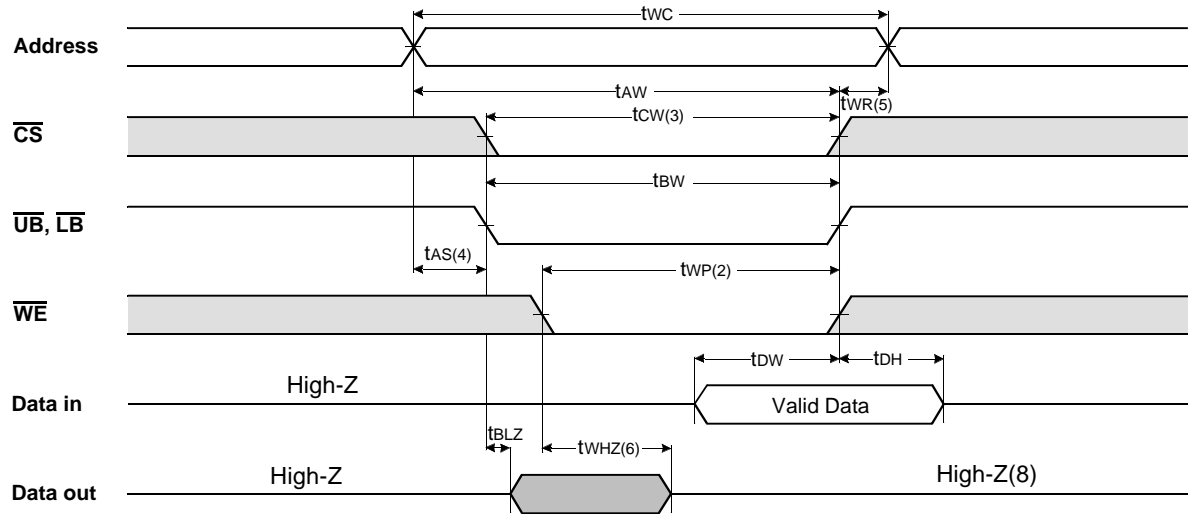 tWC
Address
tAW
tWR(5)
tCW(3)
CS
tBW
UB, LB
tAS(4)
tWP(2)
WE
tDW
tDH
High-Z
Data in
Valid Data
tBLZ
tWHZ(6)
High-Z
High-Z(8)
Data out